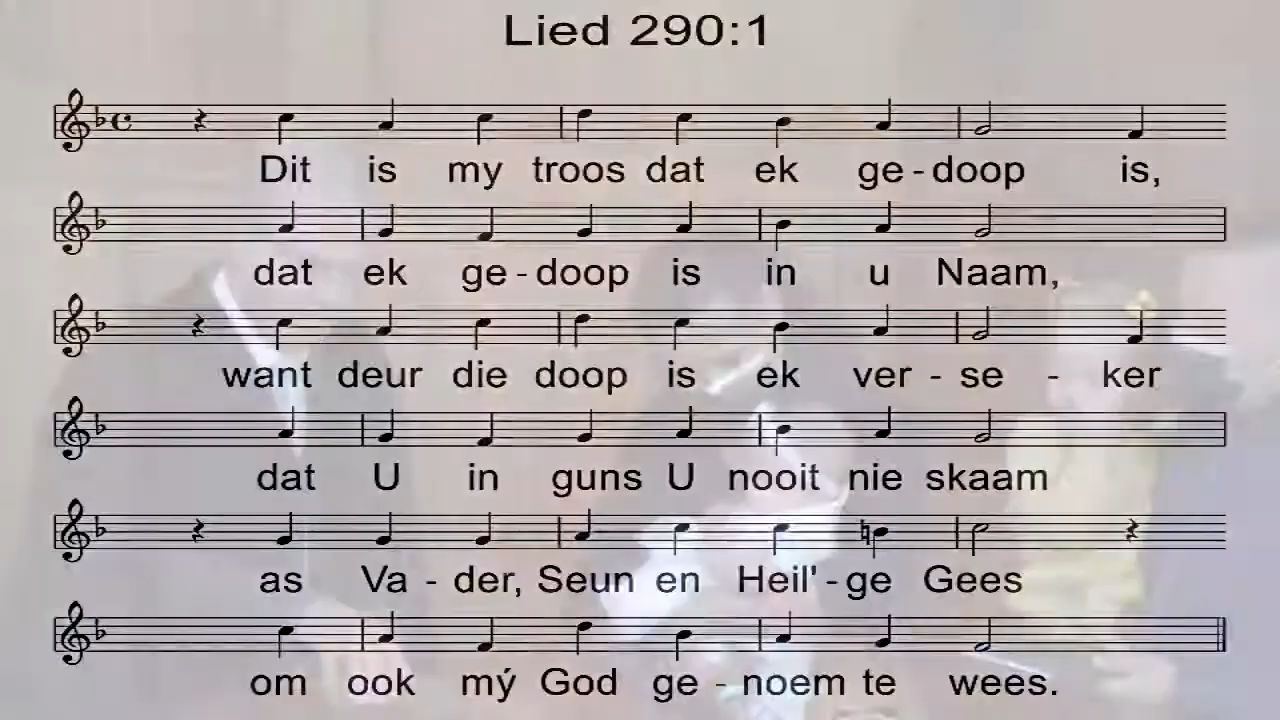 Lied 290:1
Dit is my troos dat ek ge-doop is,
dat ek ge-doop is in u Naam,
want deur die doop is ek ver-se-ker
dat U in guns U nooit nie skaam
as Va-der, Seun en Heil'-ge Gees
om ook mý God ge-noem te wees.